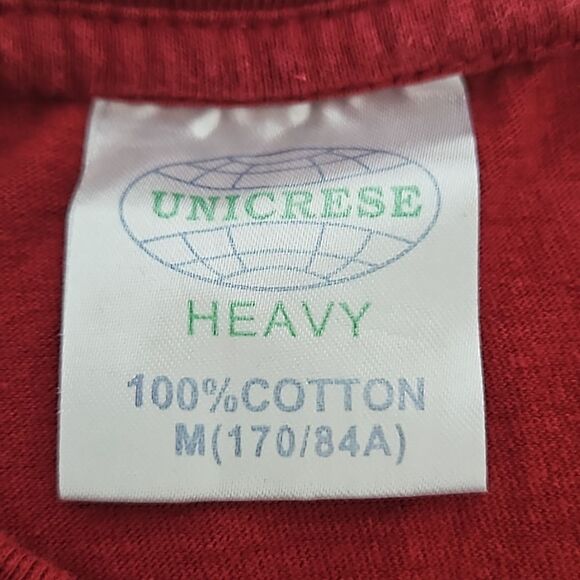 UNICRESE
HEAVY
100%COTTON
M(170/84A)